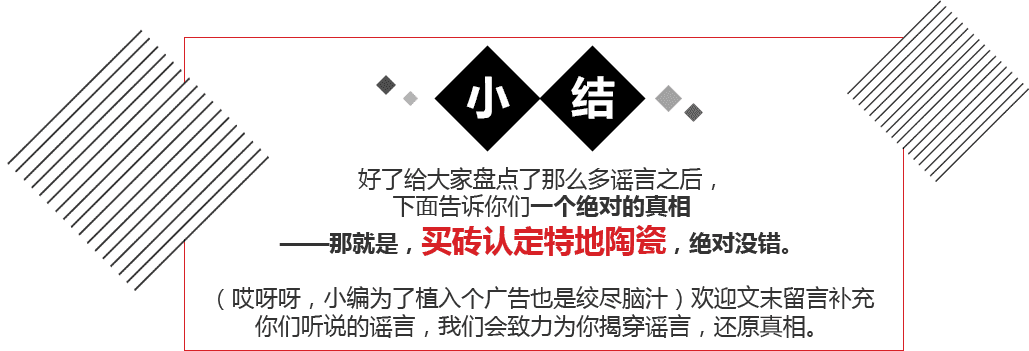 小结
好了给大家盘点了那么多谣言之后，
下面告诉你们一个绝对的真相
——那就是，买砖认定特地陶瓷，绝对没错。
（哎呀呀，小编为了植入个广告也是绞尽脑汁）欢迎文末留言补充
你们听说的谣言，我们会致力为你揭穿谣言，还原真相。